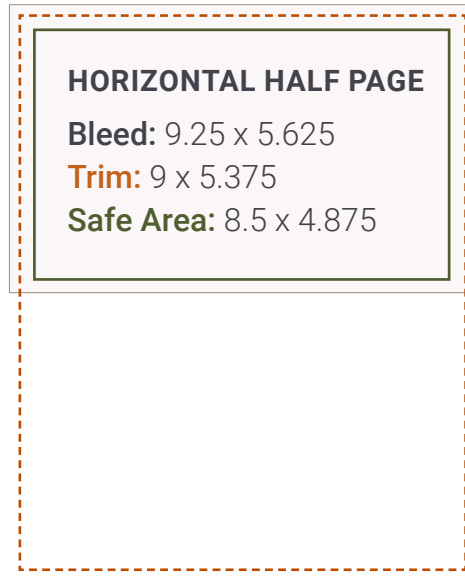 HORIZONTAL HALF PAGE
Bleed: 9.25 x 5.625
Trim: 9 x 5.375
Safe Area: 8.5 x 4.875